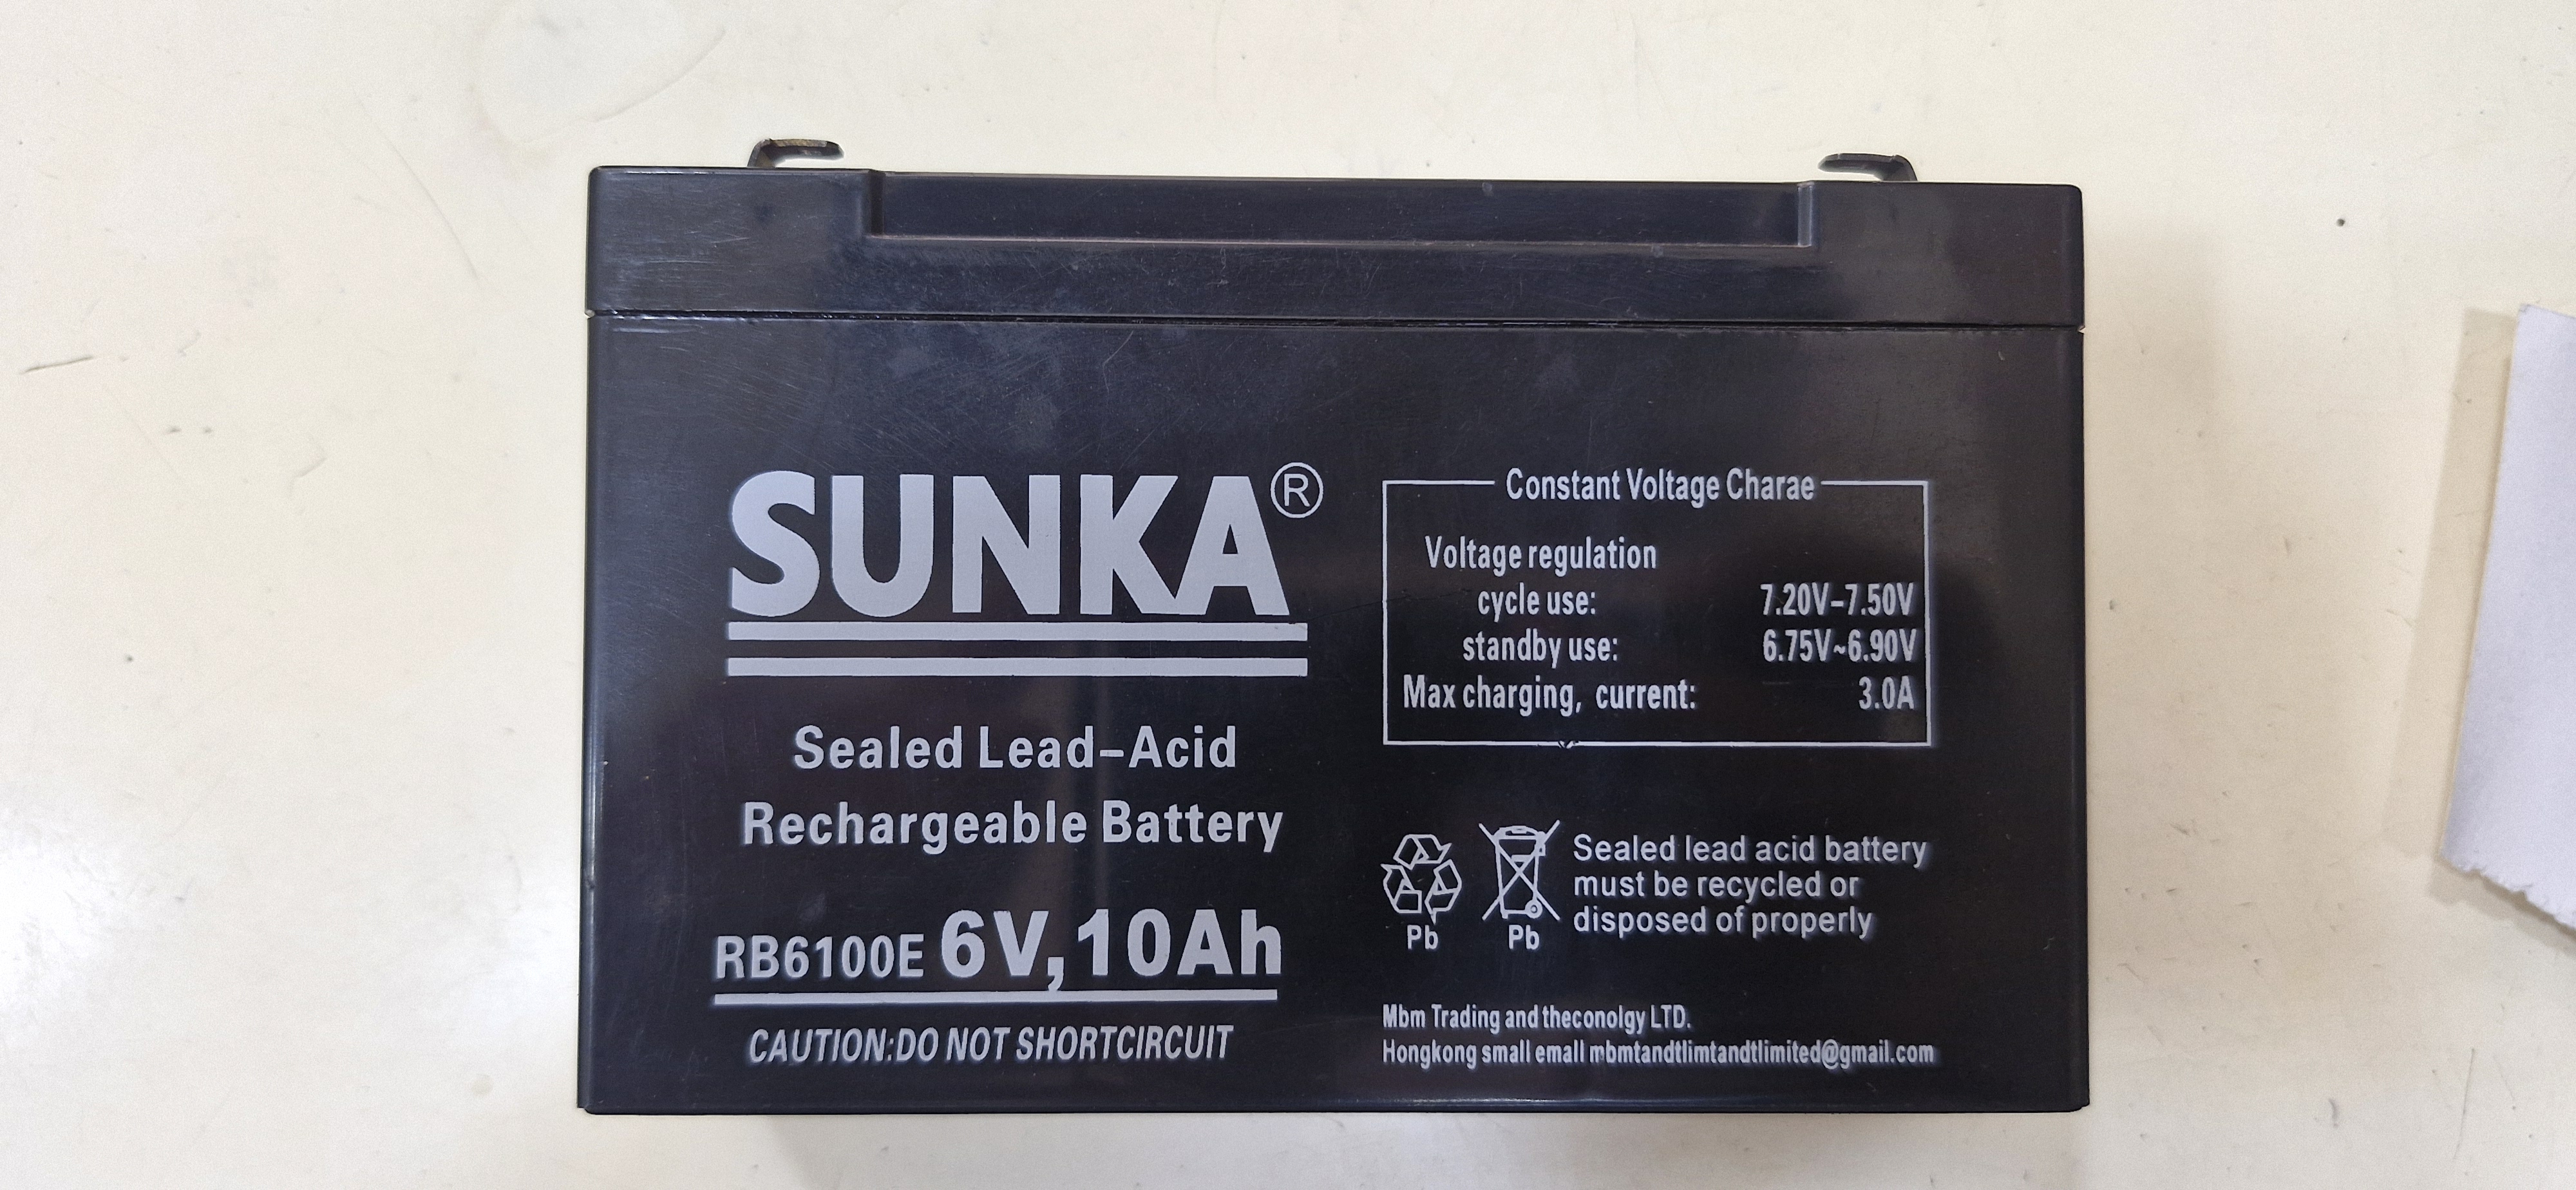 SUNKA®
Sealed Lead-Acid
Rechargeable Battery
RB6100E 6V, 10Ah
CAUTION:DO NOT SHORTCIRCUIT
Constant Voltage Charae
Voltage regulation
cycle use: 7.20V-7.50V
standby use: 6.75V~6.90V
Max charging, current: 3.0A
Pb Pb
Sealed lead acid battery
must be recycled or
disposed of properly
Mbm Trading and theconology LTD.
Hongkong small emall mbmtandtlimtandtlimited@gmail.com